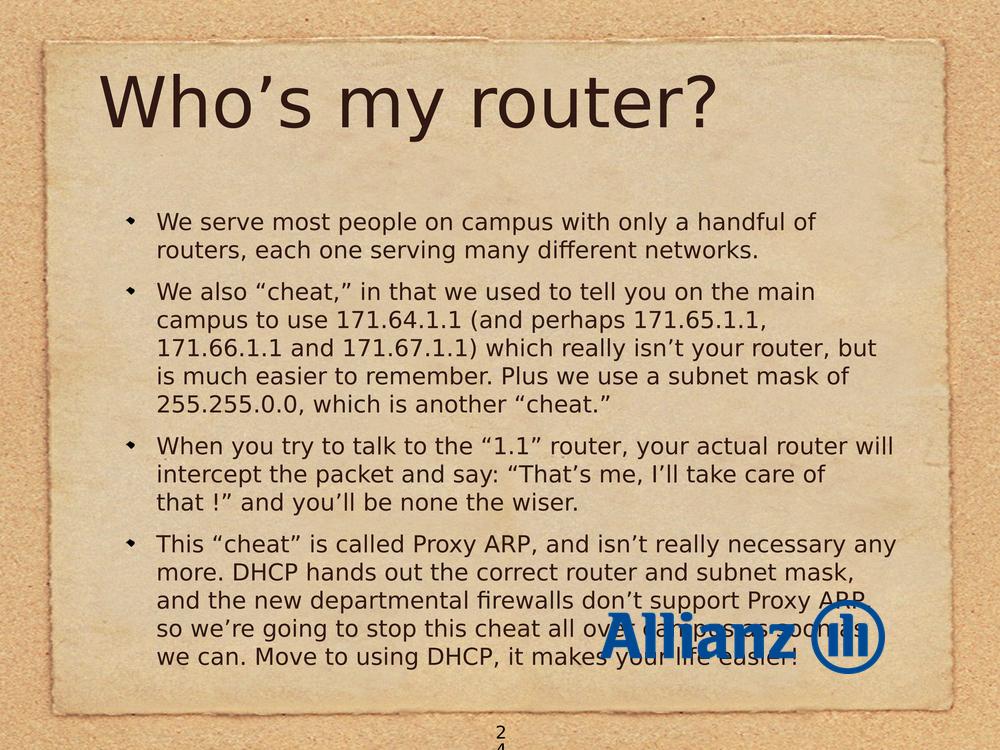 Who’s my router?
We serve most people on campus with only a handful of
routers, each one serving many different networks.
We also “cheat,” in that we used to tell you on the main
campus to use 171.64.1.1 (and perhaps 171.65.1.1,
171.66.1.1 and 171.67.1.1) which really isn’t your router, but
is much easier to remember. Plus we use a subnet mask of
255.255.0.0, which is another “cheat.”
When you try to talk to the “1.1” router, your actual router will
intercept the packet and say: “That’s me, I’ll take care of
that !” and you’ll be none the wiser.
This “cheat” is called Proxy ARP, and isn’t really necessary any
more. DHCP hands out the correct router and subnet mask,
and the new departmental firewalls don’t support Proxy ARP
so we’re going to stop this cheat all over campus as soon as
we can. Move to using DHCP, it makes your life easier!
Allianz
24